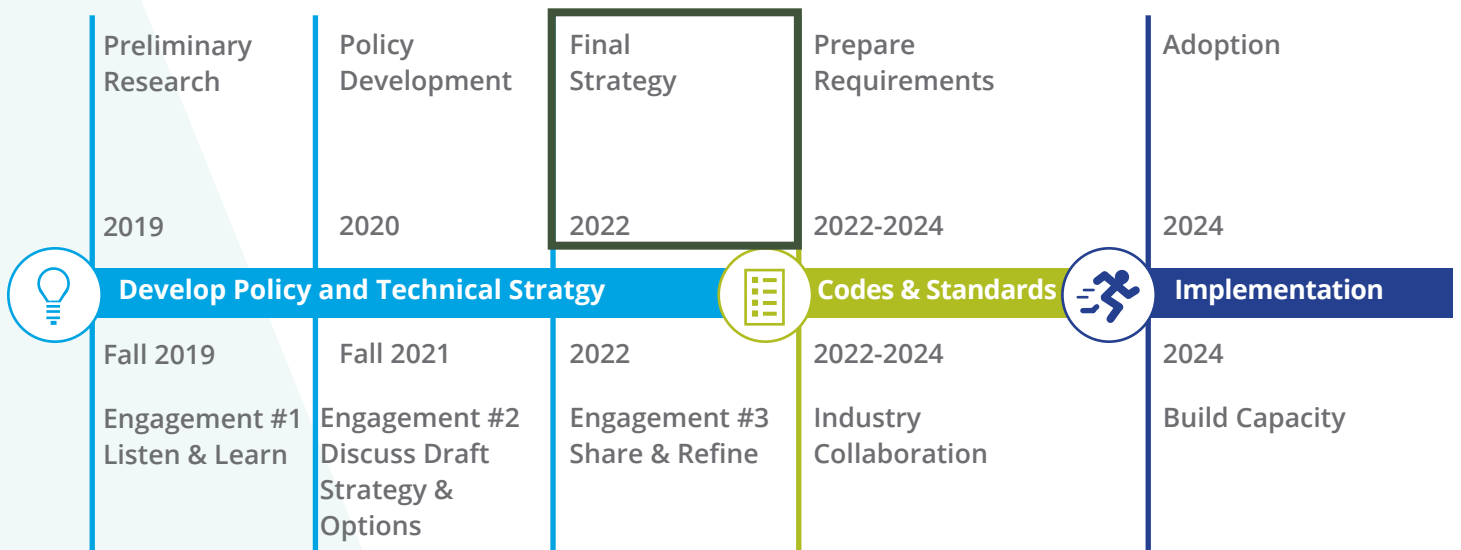 Preliminary
Research
Policy
Development
Final
Strategy
Prepare
Requirements
Adoption
2019
2020
2022
2022-2024
2024
Develop Policy and Technical Stratgy
Codes & Standards
Implementation
Fall 2019
Fall 2021
2022
2022-2024
2024
Engagement #1
Listen & Learn
Engagement #2
Discuss Draft
Strategy &
Options
Engagement #3
Share & Refine
Industry
Collaboration
Build Capacity